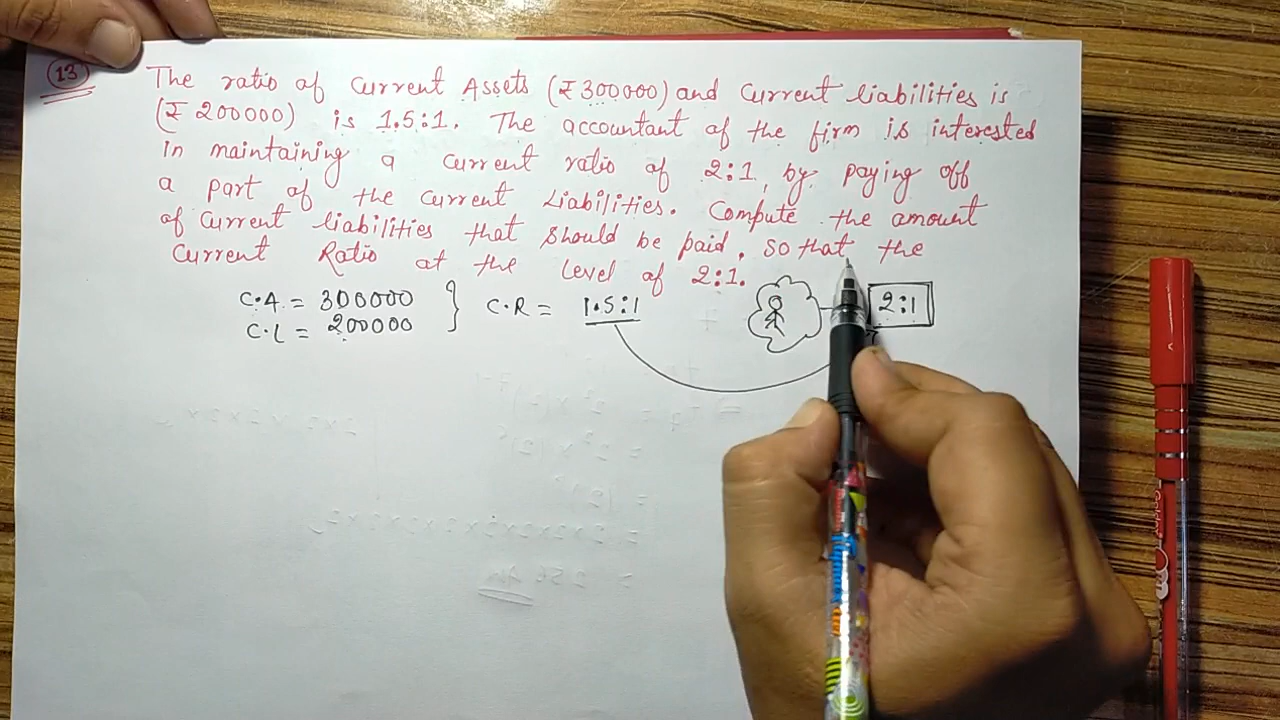 13
The ratio of Current Assets (₹ 300000) and Current liabilities is
(₹ 200000) is 1.5:1. The accountant of the firm is interested
in maintaining a current ratio of 2:1, by paying off
a part of the Current Liabilities. Compute the amount
of Current liabilities that should be paid, so that the
Current Ratio at the level of 2:1.
C.A. = 300000
C.L = 200000
C.R = 1.5:1
2:1